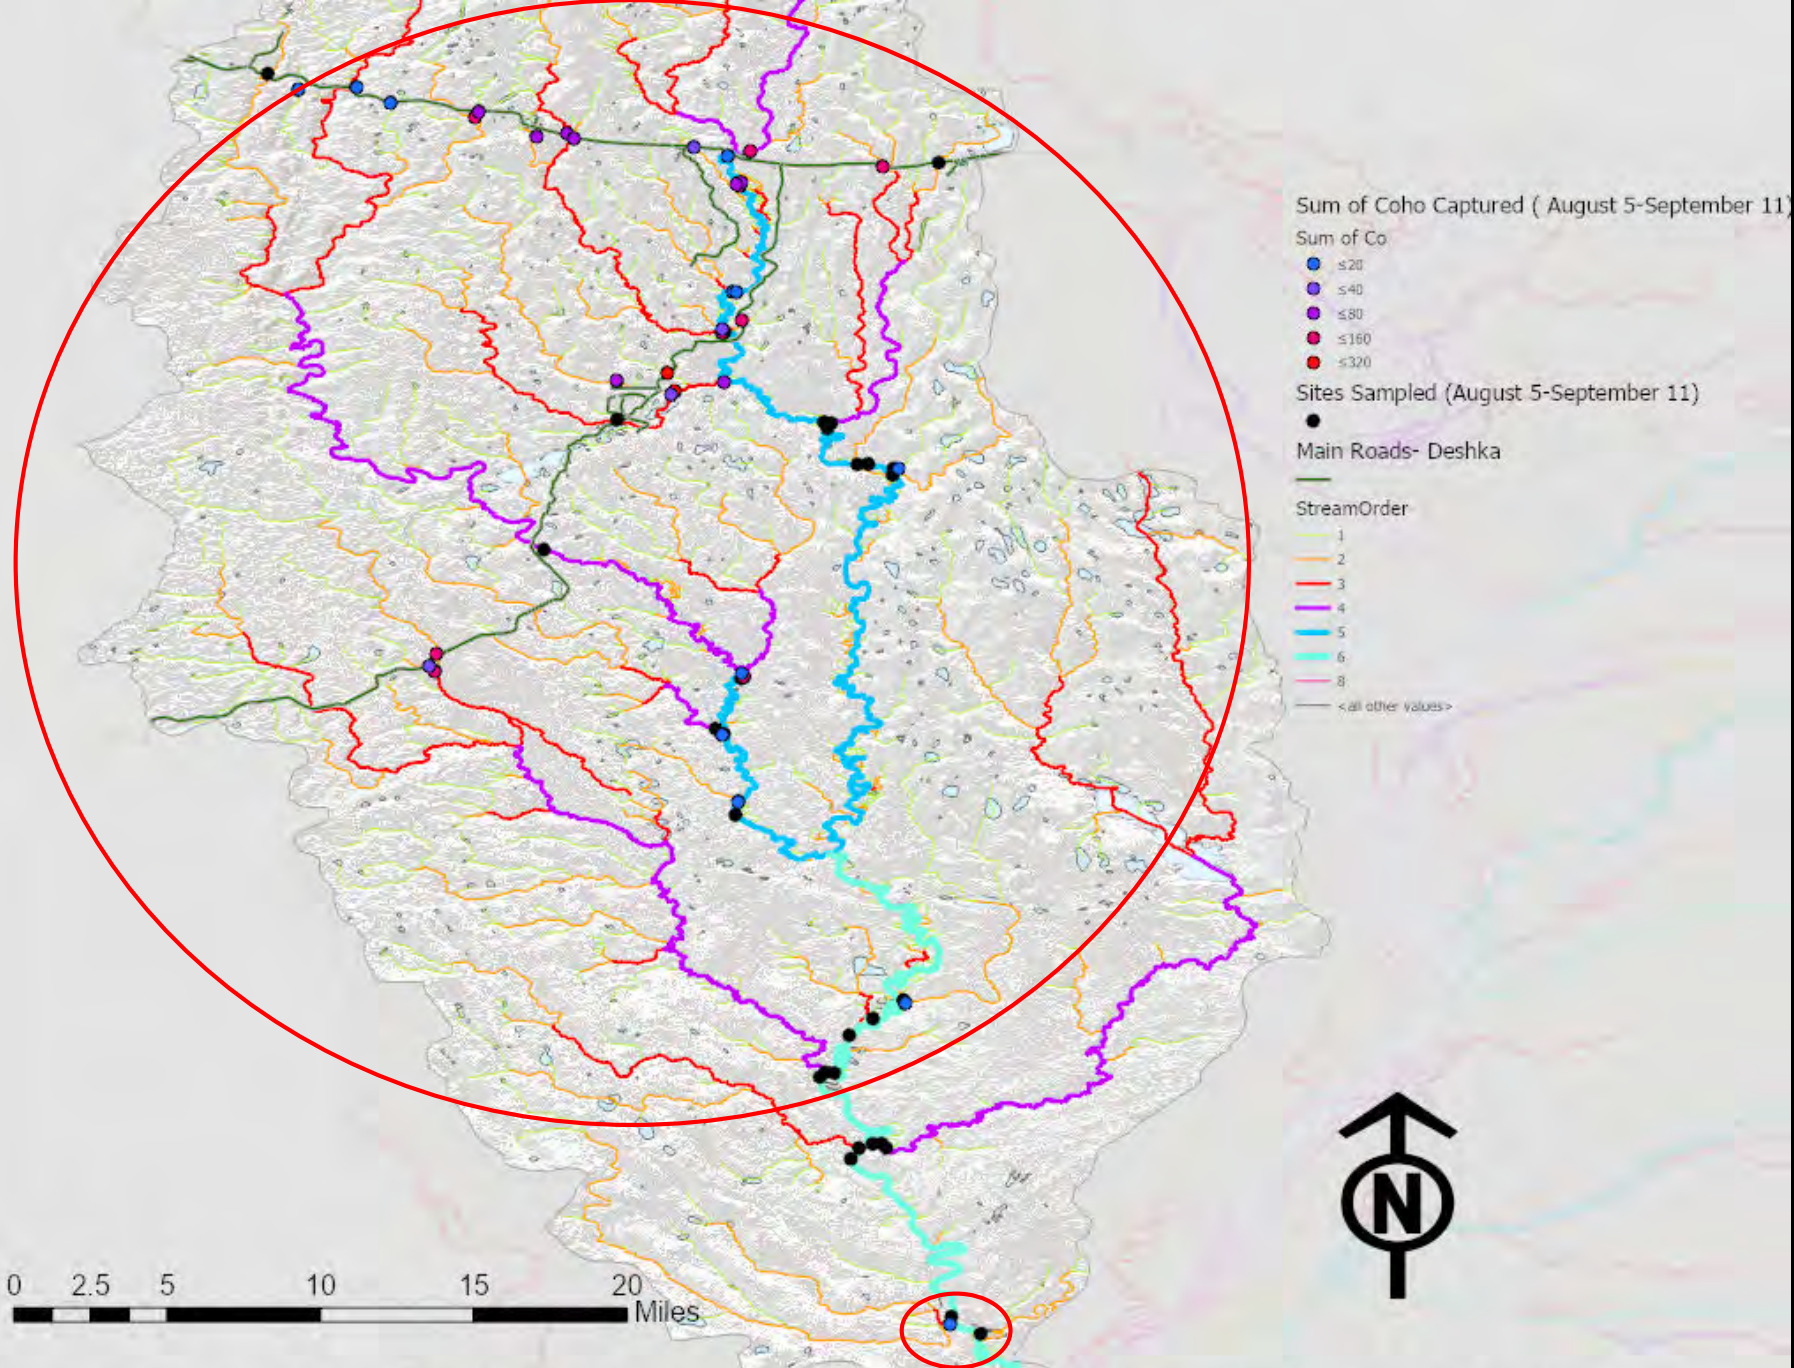 Sum of Coho Captured ( August 5-September 11)
Sum of Co
≤20
≤40
≤80
≤160
≤320
Sites Sampled (August 5-September 11)
Main Roads- Deshka
StreamOrder
1
2
3
4
5
6
8
<all other values>
N
0 2.5 5 10 15 20
Miles